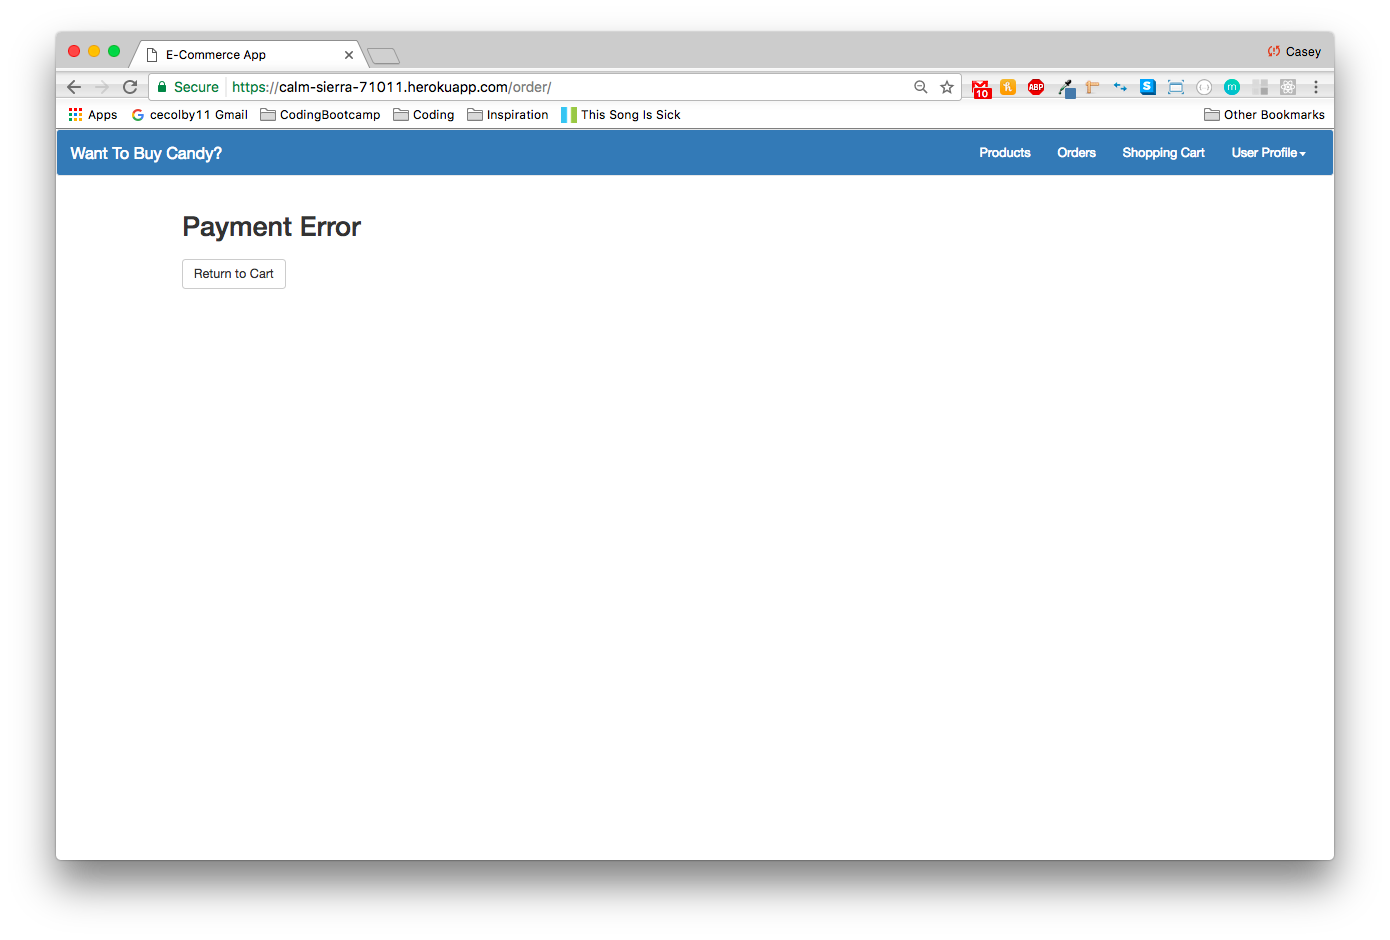 E-Commerce App
Casey
Secure https://calm-sierra-71011.herokuapp.com/order/
10
ABP
S
m
Apps cecolby11 Gmail CodingBootcamp Coding Inspiration This Song Is Sick Other Bookmarks
Want To Buy Candy? Products Orders Shopping Cart User Profile
Payment Error
Return to Cart